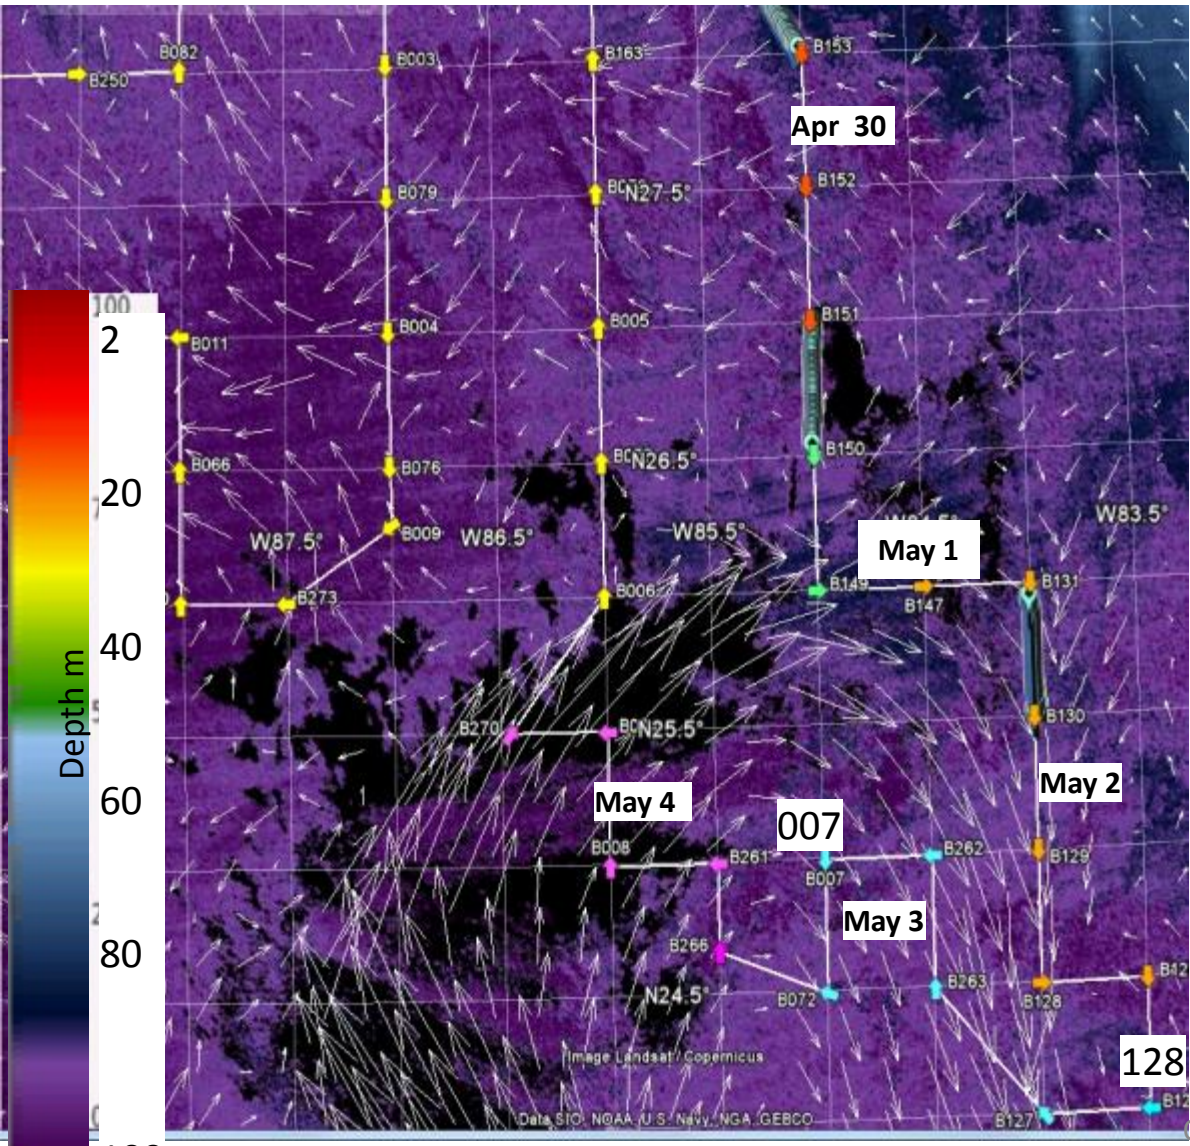 B082
B250
B003
B163
B153
Apr 30
B152
B079
N27.5°
B011
B004
B005
B151
B066
B076
N26.5°
B150
W87.5°
B009
W86.5°
W85.5°
W83.5°
May 1
B273
B006
B149
B147
B131
B270
N25.5°
B130
May 2
May 4
007
B008
B261
B007
B262
B129
May 3
B266
B072
B263
N24.5°
B128
Image Landsat / Copernicus
128
Data SIO, NOAA, U.S. Navy, NGA, GEBCO
B127
100
2
20
40
60
80
Depth m